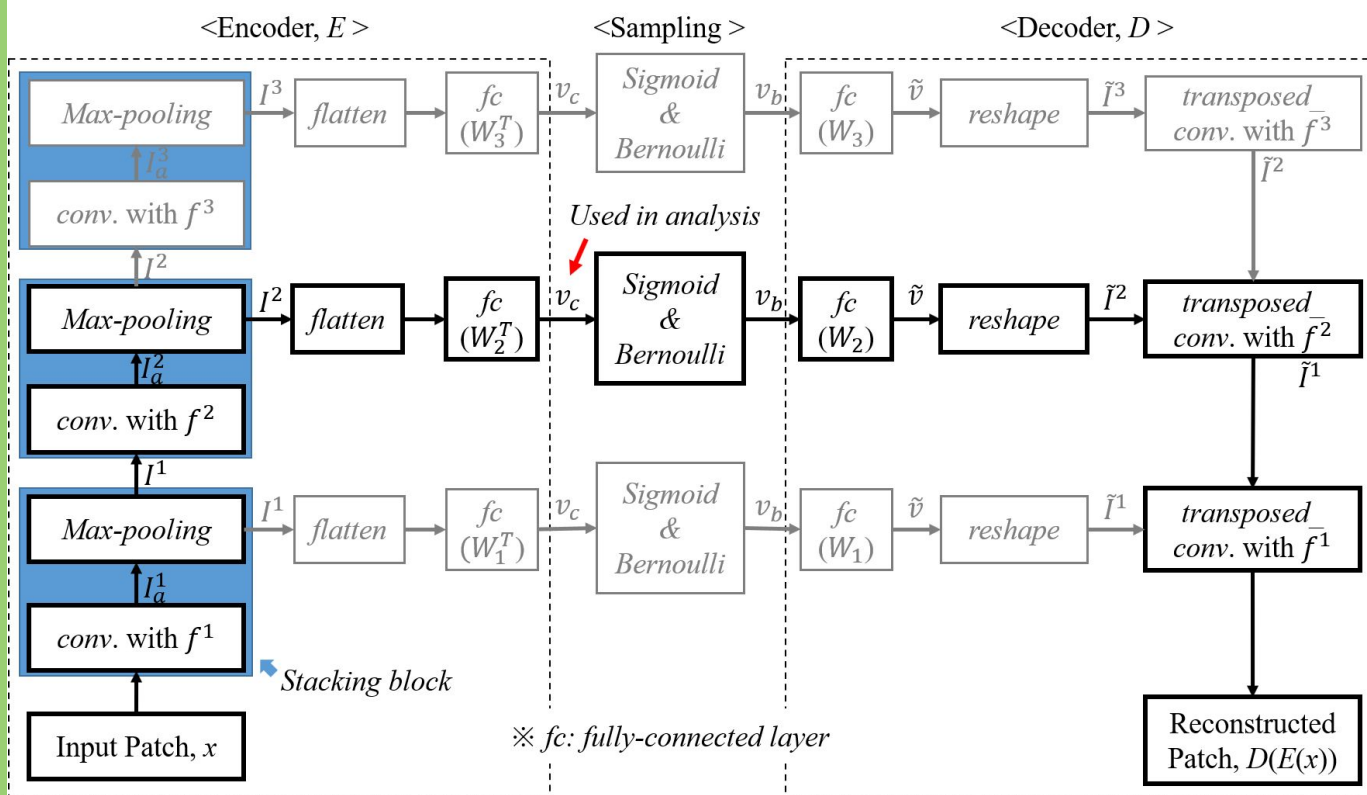 <Encoder, E >
<Sampling >
<Decoder, D >
Max-pooling
I^3
flatten
fc
(W_3^T)
v_c
Sigmoid
&
Bernoulli
v_b
fc
(W_3)
ṽ
reshape
Ĩ^3
transposed
conv. with f̅^3
I_a^3
conv. with f^3
Ĩ^2
Used in analysis
I^2
Max-pooling
I^2
flatten
fc
(W_2^T)
v_c
Sigmoid
&
Bernoulli
v_b
fc
(W_2)
ṽ
reshape
Ĩ^2
transposed
conv. with f̅^2
I_a^2
conv. with f^2
Ĩ^1
I^1
Max-pooling
I^1
flatten
fc
(W_1^T)
v_c
Sigmoid
&
Bernoulli
v_b
fc
(W_1)
ṽ
reshape
Ĩ^1
transposed
conv. with f̅^1
I_a^1
conv. with f^1
Stacking block
Input Patch, x
※ fc: fully-connected layer
Reconstructed
Patch, D(E(x))